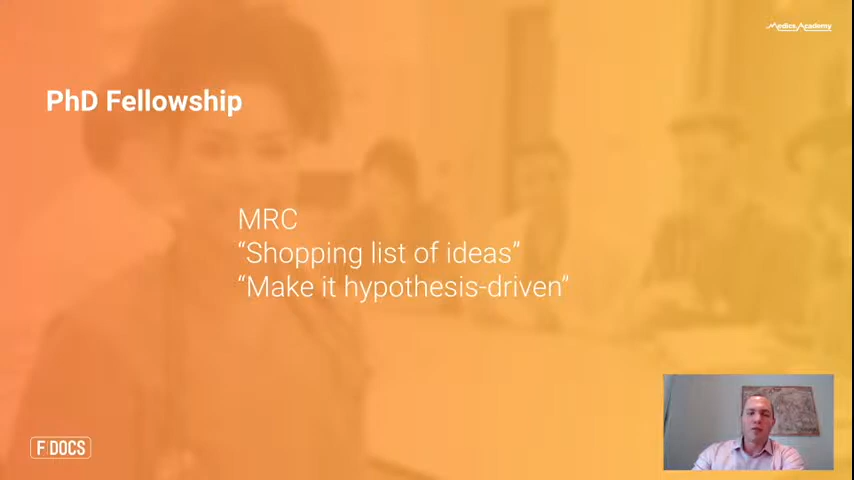 Medics.Academy
PhD Fellowship
MRC
“Shopping list of ideas”
“Make it hypothesis-driven”
F:DOCS